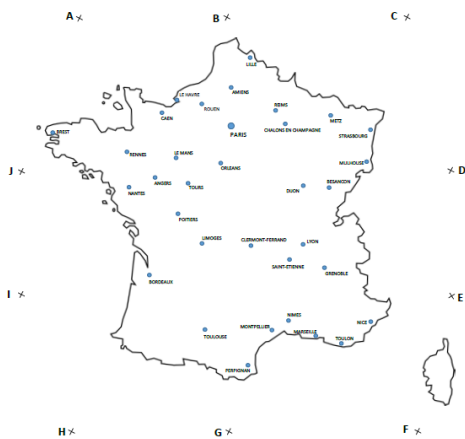 A
B
C
LILLE
AMIENS
LE HAVRE
ROUEN
REIMS
CAEN
METZ
CHALONS EN CHAMPAGNE
STRASBOURG
BREST
PARIS
RENNES
LE MANS
ORLEANS
MULHOUSE
J
D
ANGERS
TOURS
NANTES
DIJON
BESANCON
POITIERS
LIMOGES
CLERMONT-FERRAND
LYON
SAINT-ETIENNE
GRENOBLE
BORDEAUX
I
E
NIMES
NICE
TOULOUSE
MONTPELLIER
MARSEILLE
TOULON
PERPIGNAN
H
G
F